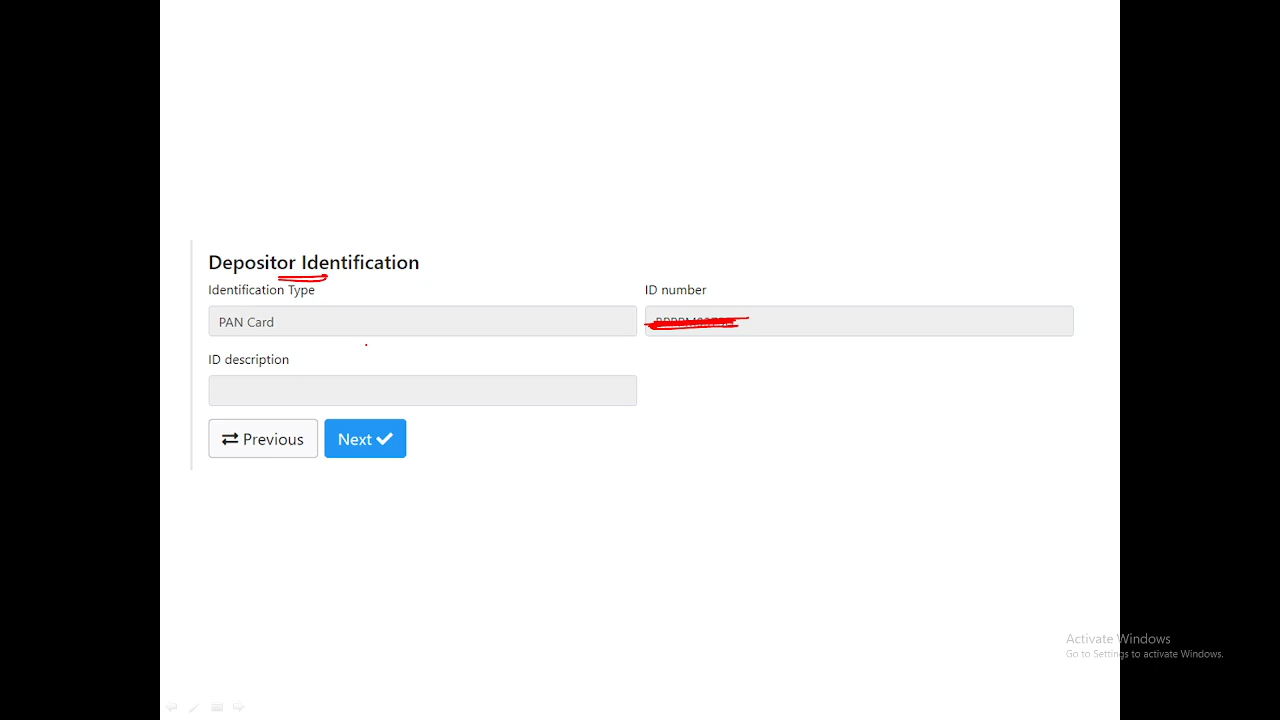 Depositor Identification
Identification Type
ID number
PAN Card
ID description
Previous
Next
Activate Windows
Go to Settings to activate Windows.